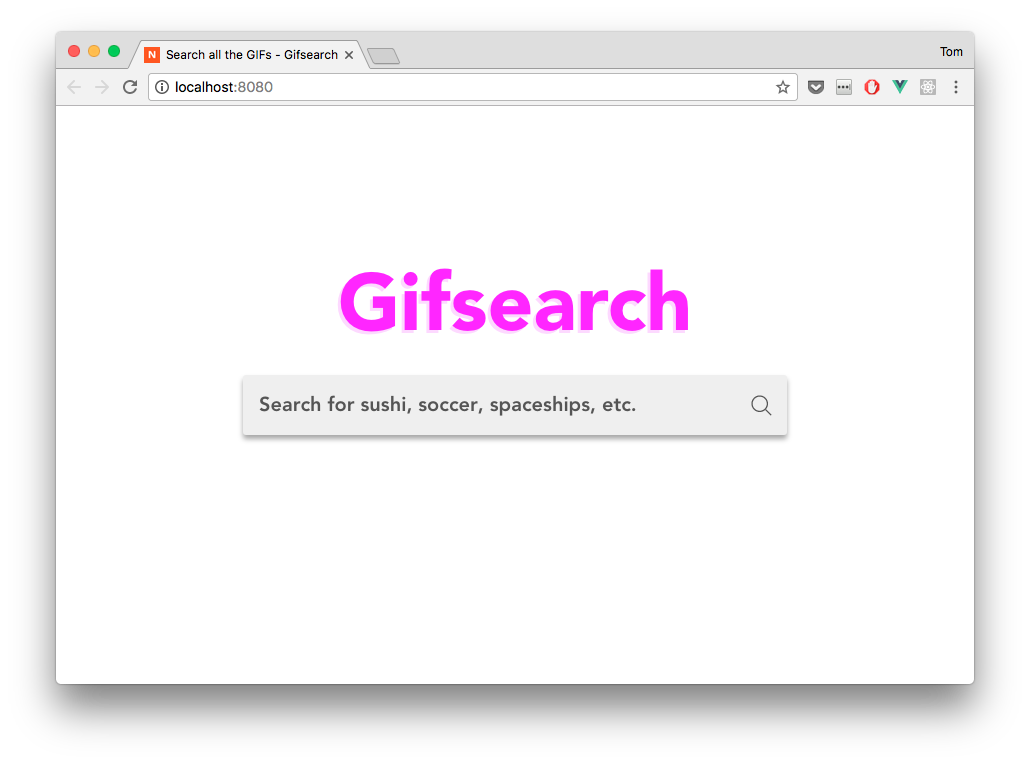 N Search all the GIFs - Gifsearch
Tom
localhost:8080
Gifsearch
Search for sushi, soccer, spaceships, etc.